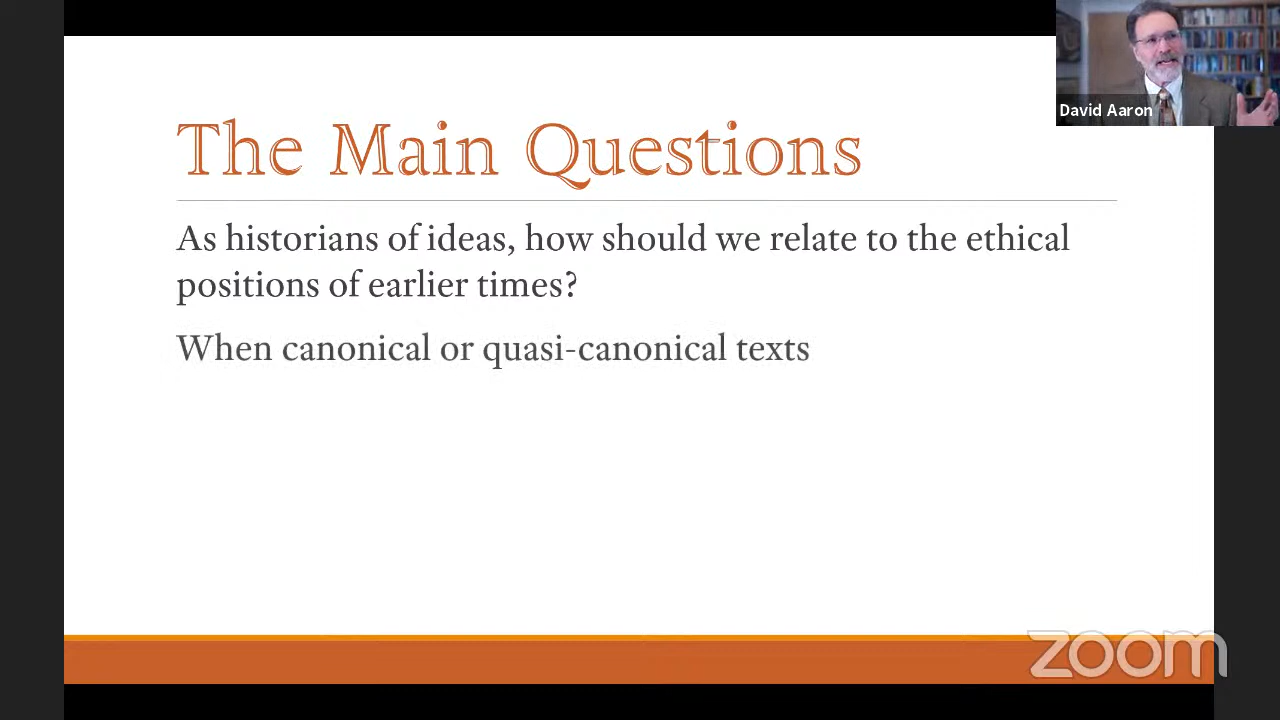 David Aaron
The Main Questions
As historians of ideas, how should we relate to the ethical
positions of earlier times?
When canonical or quasi-canonical texts
zoom